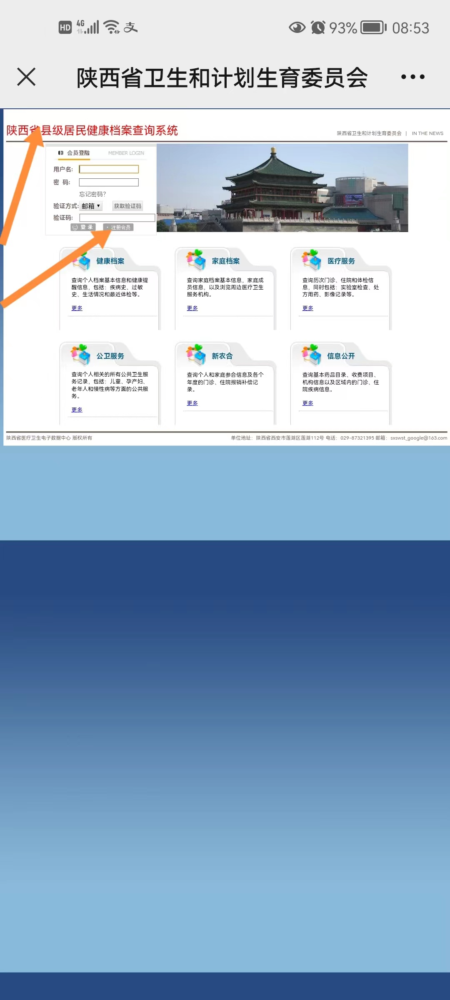 HD 4G 支 93% 08:53
陕西省卫生和计划生育委员会
陕西省县级居民健康档案查询系统
陕西省卫生和计划生育委员会 | IN THE NEWS
会员登陆 MEMBER LOGIN
用户名:
密 码:
忘记密码?
验证方式: 邮箱 获取验证码
验证码:
登 录 · 注册会员
健康档案
查询个人档案基本信息和健康提
醒信息，包括：疾病史、过敏
史、生活情况和最近体检等。
更多
家庭档案
查询家庭档案基本信息，家庭成
员信息，以及浏览周边医疗卫生
服务机构。
更多
医疗服务
查询历次门诊、住院和体检信
息，同时包括：实验室检查、处
方用药、影像记录等。
更多
公卫服务
查询个人相关的所有公共卫生服
务记录，包括：儿童、孕产妇、
老年人和慢性病等方面的公共服
务。
更多
新农合
查询个人和家庭参合信息及各个
年度的门诊、住院报销补偿记
录。
更多
信息公开
查询基本药品目录、收费项目、
机构信息以及区域内的门诊、住
院疾病信息。
更多
陕西省医疗卫生电子数据中心 版权所有
单位地址：陕西省西安市莲湖区莲湖112号 电话：029-87321395 邮箱：sxswst_google@163.com